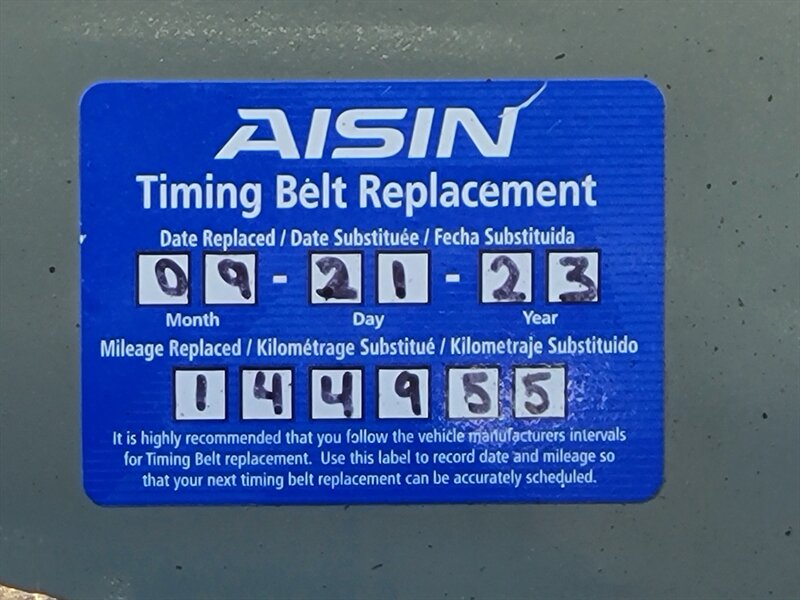 AISIN
Timing Belt Replacement
Date Replaced / Date Substituée / Fecha Substituida
09-21-23
Month Day Year
Mileage Replaced / Kilométrage Substitué / Kilometraje Substituido
144955
It is highly recommended that you follow the vehicle manufacturers intervals
for Timing Belt replacement. Use this label to record date and mileage so
that your next timing belt replacement can be accurately scheduled.